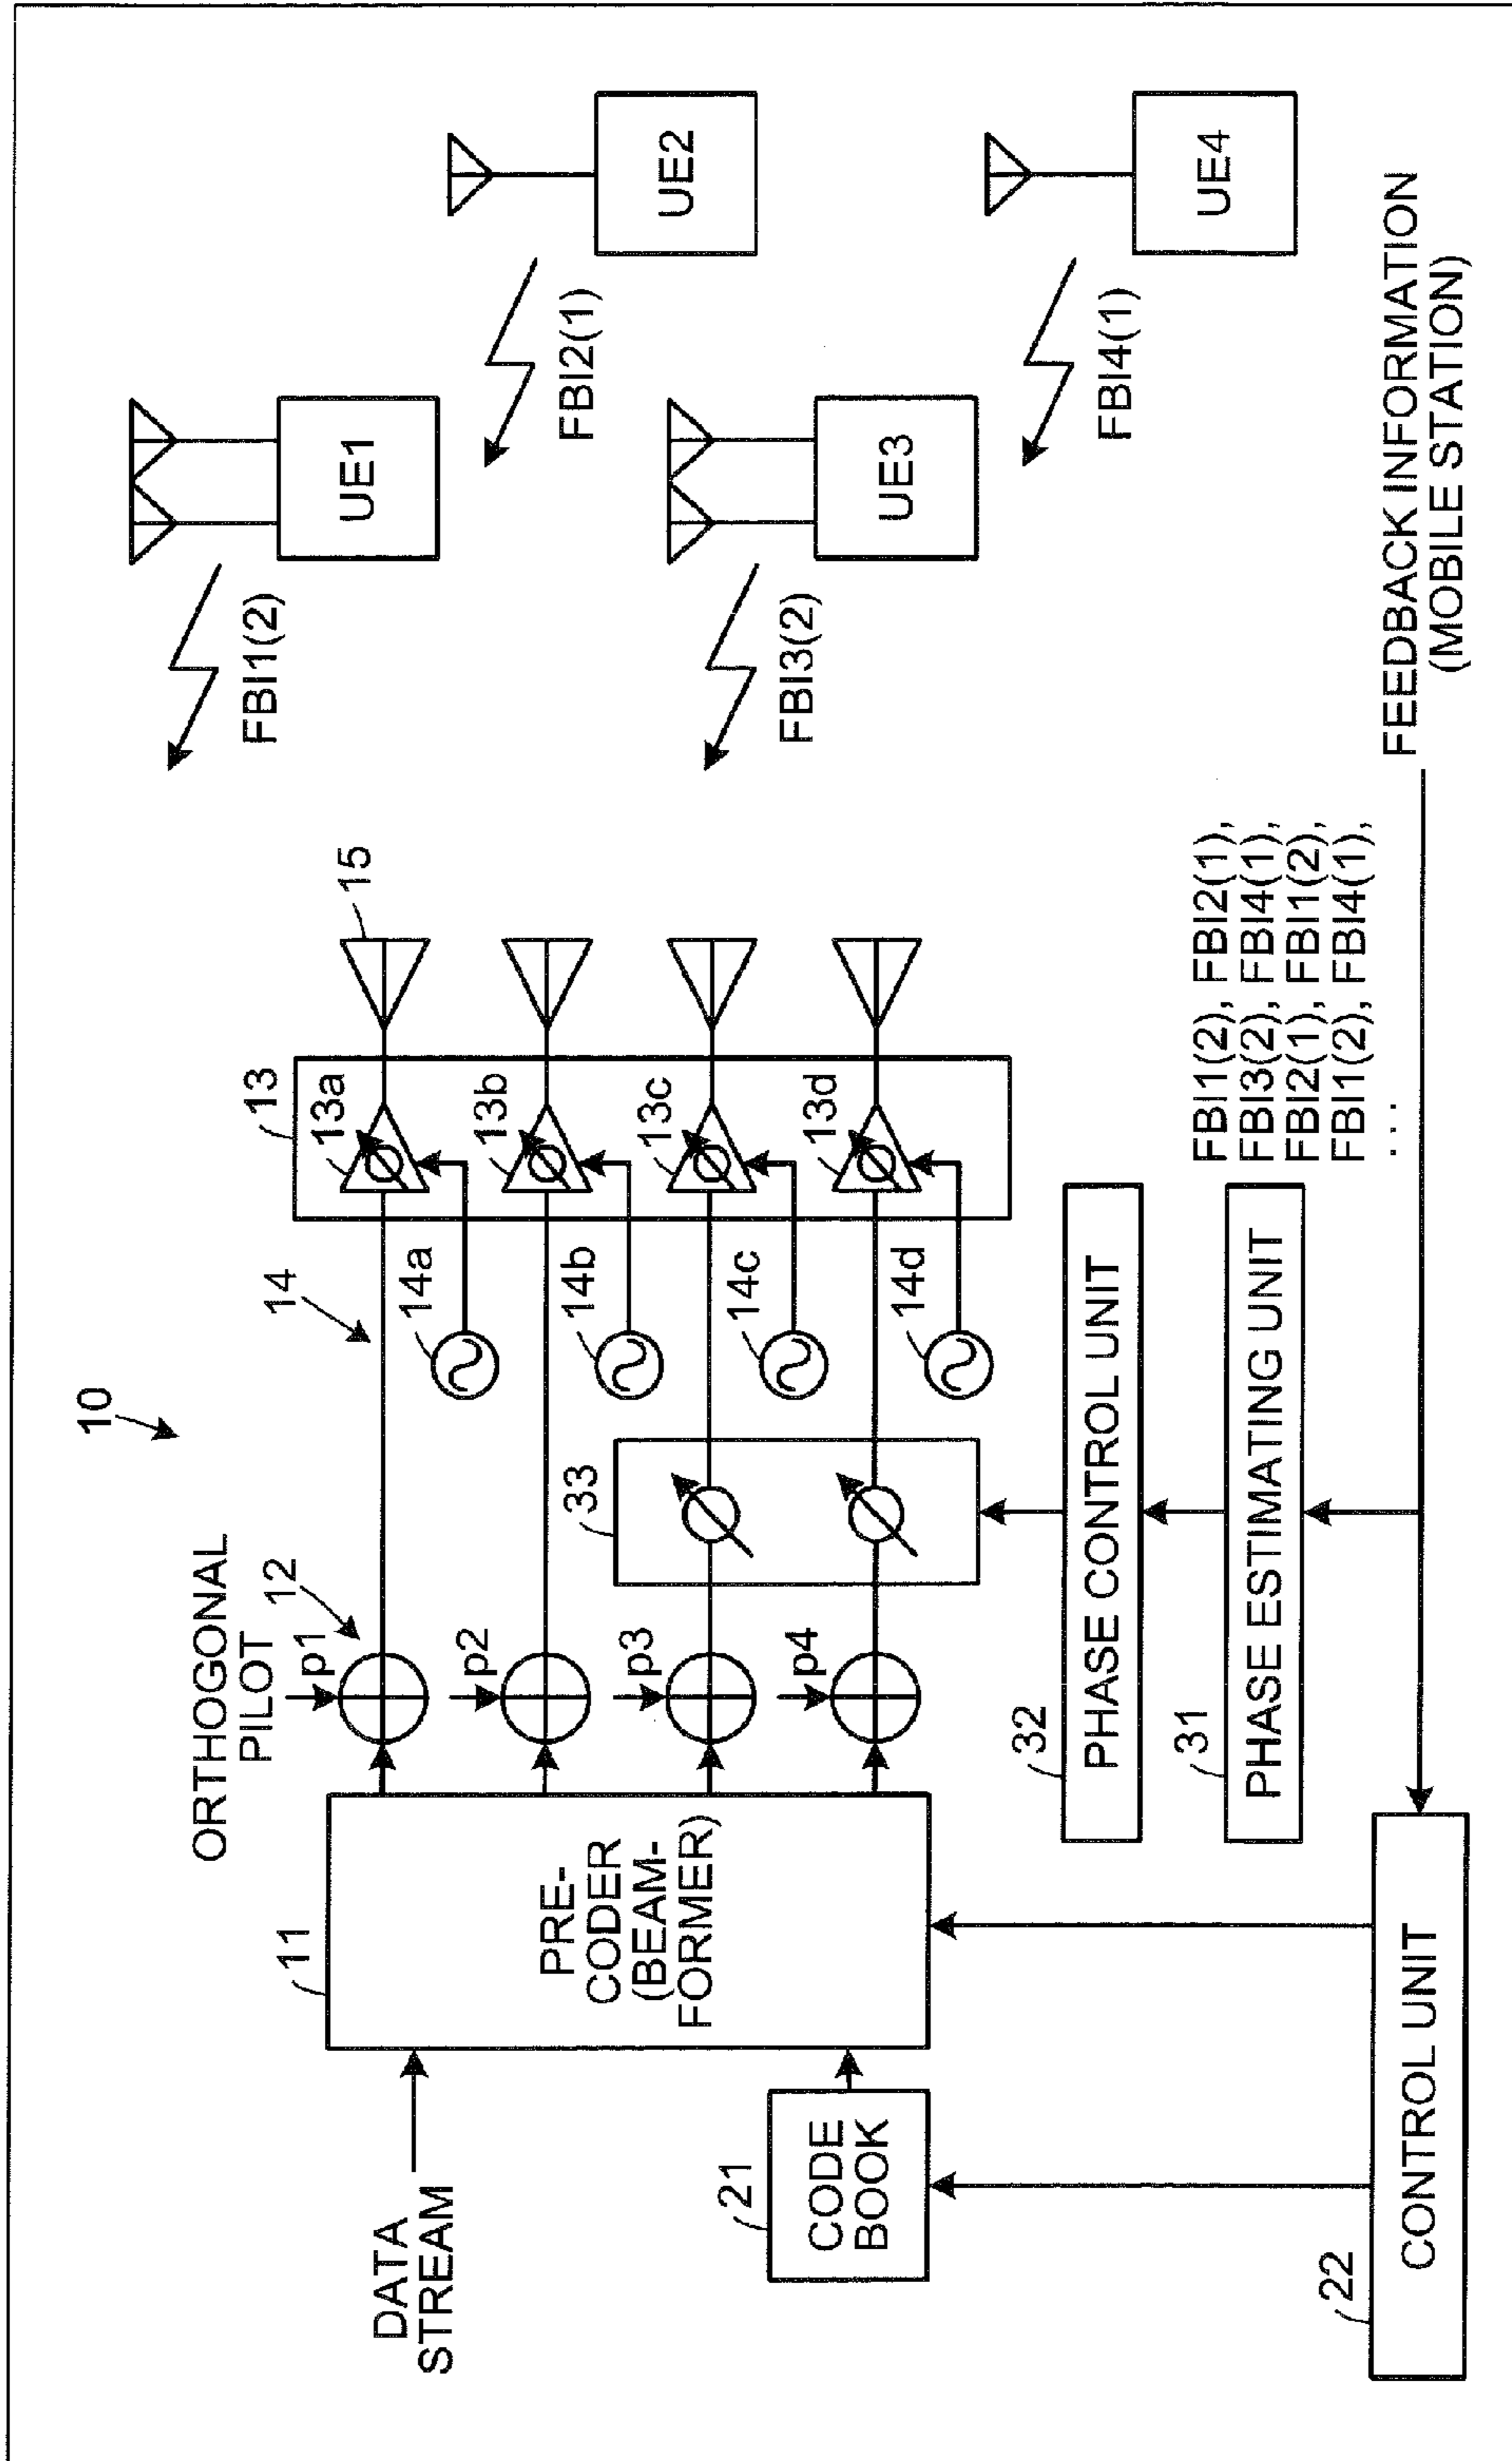 10
ORTHOGONAL
PILOT
DATA
STREAM
11
PRE-
CODER
(BEAM-
FORMER)
12
p1
p2
p3
p4
33
14
14a
14b
14c
14d
13
13a
13b
13c
13d
15
21
CODE
BOOK
22
CONTROL UNIT
32
PHASE CONTROL UNIT
31
PHASE ESTIMATING UNIT
FBI1(2), FBI2(1),
FBI3(2), FBI4(1),
FBI2(1), FBI1(2),
FBI1(2), FBI4(1),
...
FEEDBACK INFORMATION
(MOBILE STATION)
FBI1(2)
UE1
FBI2(1)
UE2
FBI3(2)
UE3
FBI4(1)
UE4